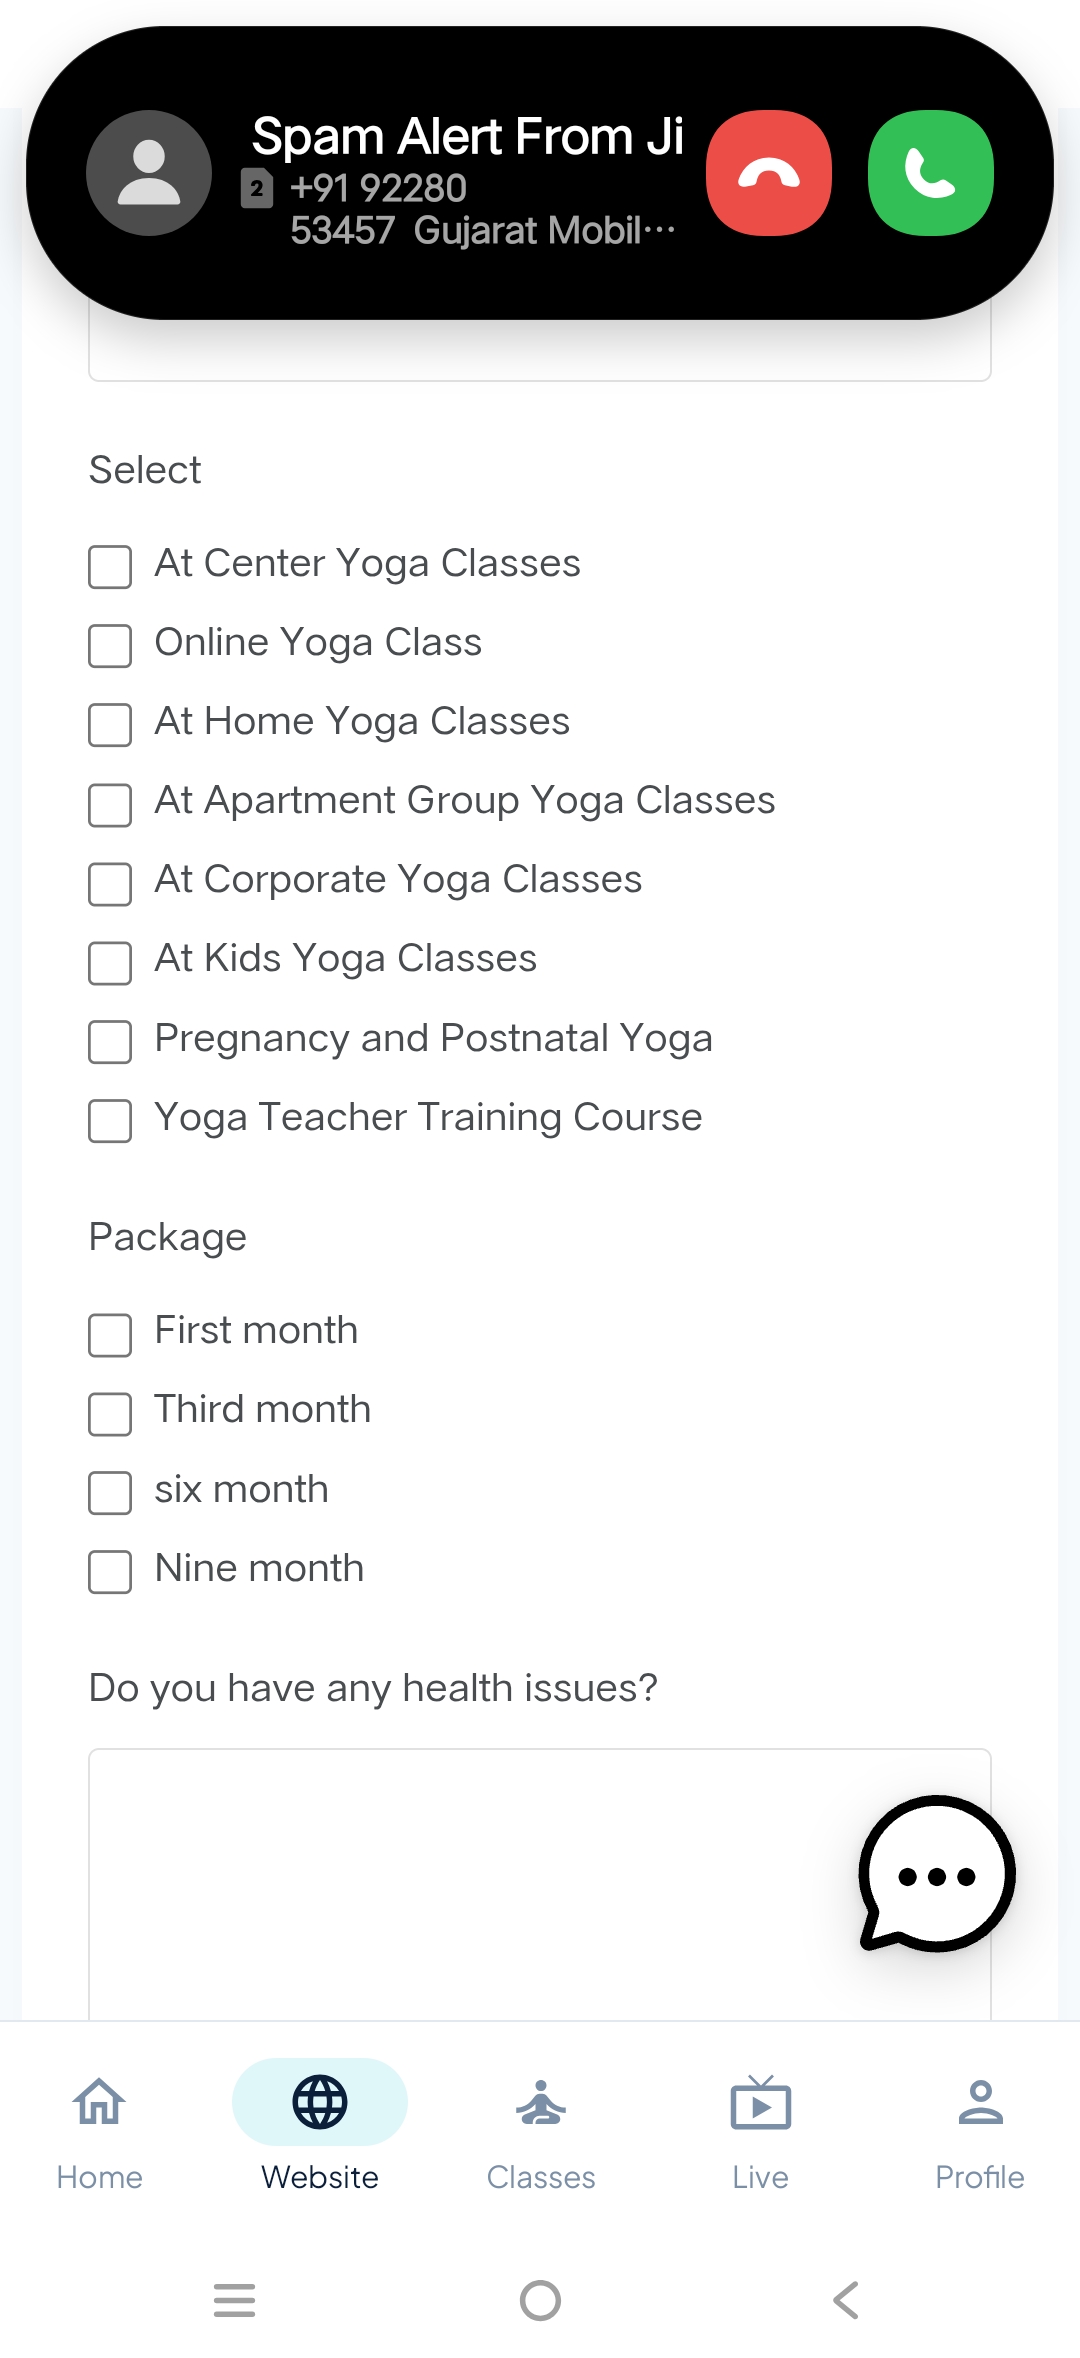 Spam Alert From Ji
2 +91 92280
53457 Gujarat Mobil···
Select
At Center Yoga Classes
Online Yoga Class
At Home Yoga Classes
At Apartment Group Yoga Classes
At Corporate Yoga Classes
At Kids Yoga Classes
Pregnancy and Postnatal Yoga
Yoga Teacher Training Course
Package
First month
Third month
six month
Nine month
Do you have any health issues?
Home Website Classes Live Profile